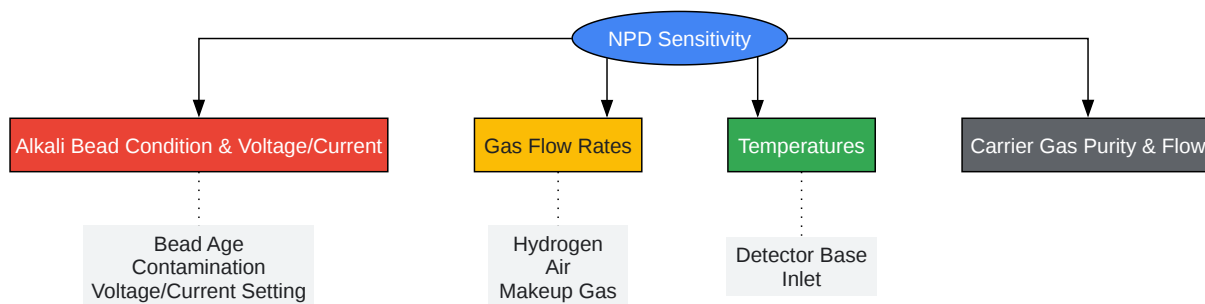 NPD Sensitivity
Alkali Bead Condition & Voltage/Current
Gas Flow Rates
Temperatures
Carrier Gas Purity & Flow
Bead Age
Contamination
Voltage/Current Setting
Hydrogen
Air
Makeup Gas
Detector Base
Inlet